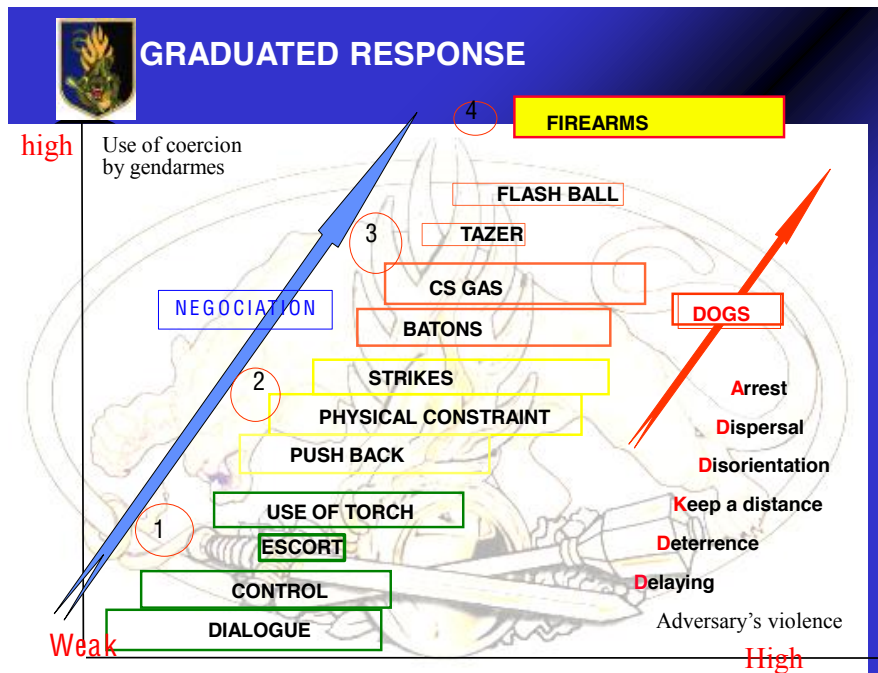 GRADUATED RESPONSE
4
FIREARMS
high
Use of coercion
by gendarmes
FLASH BALL
3
TAZER
CS GAS
NEGOCIATION
DOGS
BATONS
2
STRIKES
Arrest
PHYSICAL CONSTRAINT
Dispersal
PUSH BACK
Disorientation
USE OF TORCH
Keep a distance
1
ESCORT
Deterrence
CONTROL
Delaying
DIALOGUE
Adversary's violence
Weak
High